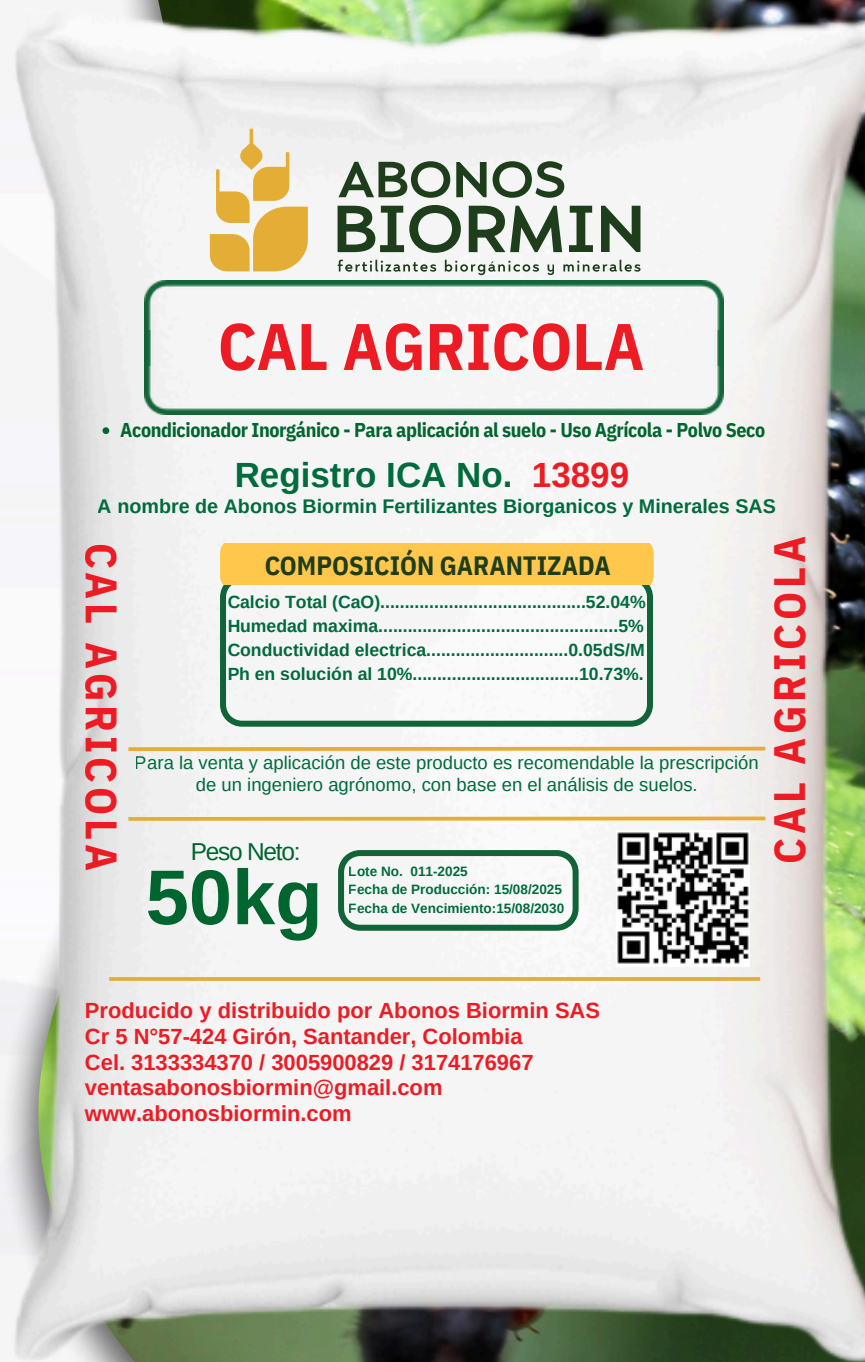 ABONOS
BIORMIN
fertilizantes biorgánicos y minerales
CAL AGRICOLA
• Acondicionador Inorgánico - Para aplicación al suelo - Uso Agrícola - Polvo Seco
Registro ICA No. 13899
A nombre de Abonos Biormin Fertilizantes Biorganicos y Minerales SAS
CAL AGRICOLA
CAL AGRICOLA
COMPOSICIÓN GARANTIZADA
Calcio Total (CaO)..........................................52.04%
Humedad maxima.................................................5%
Conductividad electrica.............................0.05dS/M
Ph en solución al 10%..................................10.73%.
Para la venta y aplicación de este producto es recomendable la prescripción
de un ingeniero agrónomo, con base en el análisis de suelos.
Peso Neto:
50kg
Lote No. 011-2025
Fecha de Producción: 15/08/2025
Fecha de Vencimiento:15/08/2030
Producido y distribuido por Abonos Biormin SAS
Cr 5 N°57-424 Girón, Santander, Colombia
Cel. 3133334370 / 3005900829 / 3174176967
ventasabonosbiormin@gmail.com
www.abonosbiormin.com